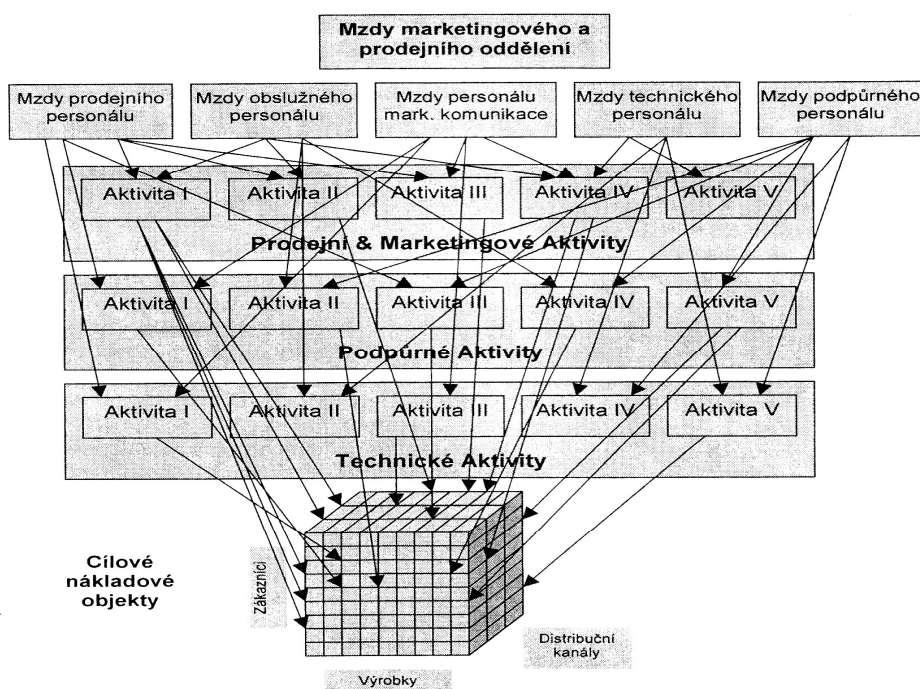 Mzdy marketingového a
prodejního oddělení
Mzdy prodejního
personálu
Mzdy obslužného
personálu
Mzdy personálu
mark. komunikace
Mzdy technického
personálu
Mzdy podpůrného
personálu
Aktivita I
Aktivita II
Aktivita III
Aktivita IV
Aktivita V
Prodejní & Marketingové Aktivity
Aktivita I
Aktivita II
Aktivita III
Aktivita IV
Aktivita V
Podpůrné Aktivity
Aktivita I
Aktivita II
Aktivita III
Aktivita IV
Aktivita V
Technické Aktivity
Cílové
nákladové
objekty
Zákazníci
Distribuční
kanály
Výrobky